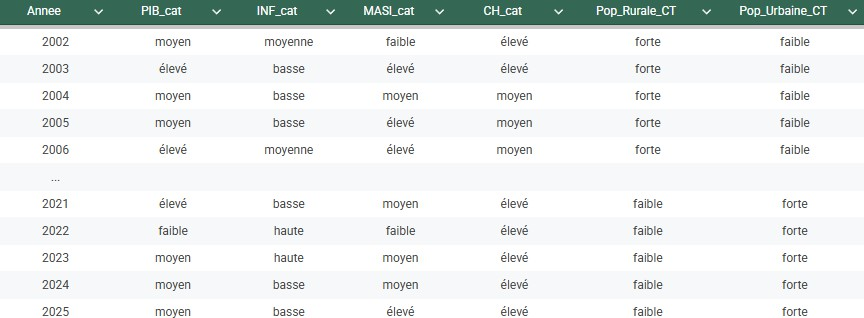 Annee PIB_cat INF_cat MASI_cat CH_cat Pop_Rurale_CT Pop_Urbaine_CT
2002 moyen moyenne faible élevé forte faible
2003 élevé basse élevé élevé forte faible
2004 moyen basse moyen moyen forte faible
2005 moyen basse élevé moyen forte faible
2006 élevé moyenne élevé moyen forte faible
...
2021 élevé basse moyen élevé faible forte
2022 faible haute faible élevé faible forte
2023 moyen haute moyen élevé faible forte
2024 moyen basse moyen élevé faible forte
2025 moyen basse élevé élevé faible forte